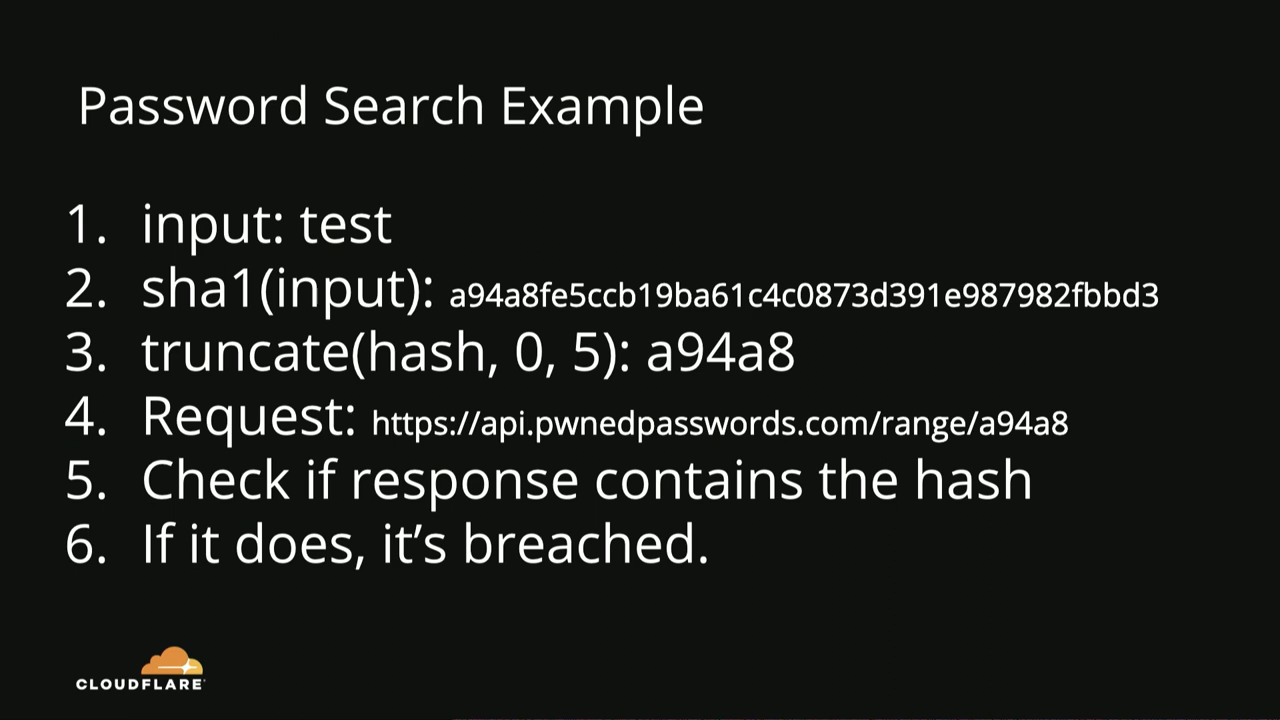 Password Search Example
1. input: test
2. sha1(input): a94a8fe5ccb19ba61c4c0873d391e987982fbbd3
3. truncate(hash, 0, 5): a94a8
4. Request: https://api.pwnedpasswords.com/range/a94a8
5. Check if response contains the hash
6. If it does, it’s breached.
CLOUDFLARE